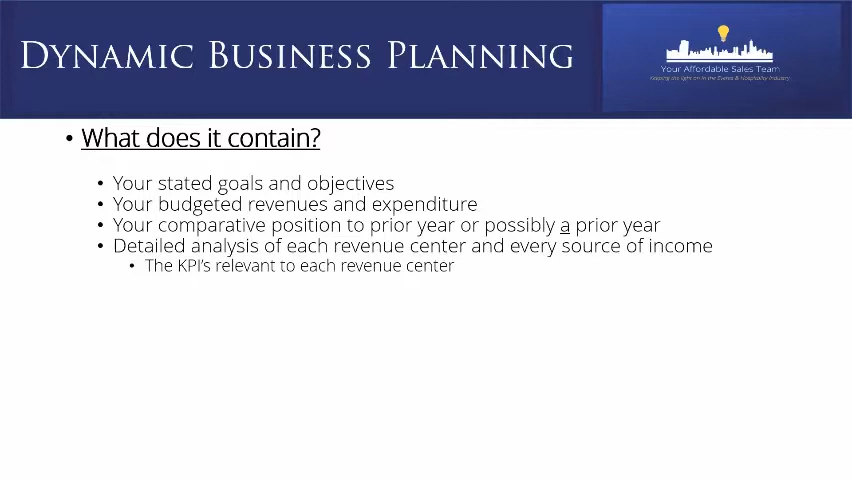 DYNAMIC BUSINESS PLANNING
Your Affordable Sales Team
Keeping the light on in the Events & Hospitality Industry
• What does it contain?
• Your stated goals and objectives
• Your budgeted revenues and expenditure
• Your comparative position to prior year or possibly a prior year
• Detailed analysis of each revenue center and every source of income
• The KPI’s relevant to each revenue center